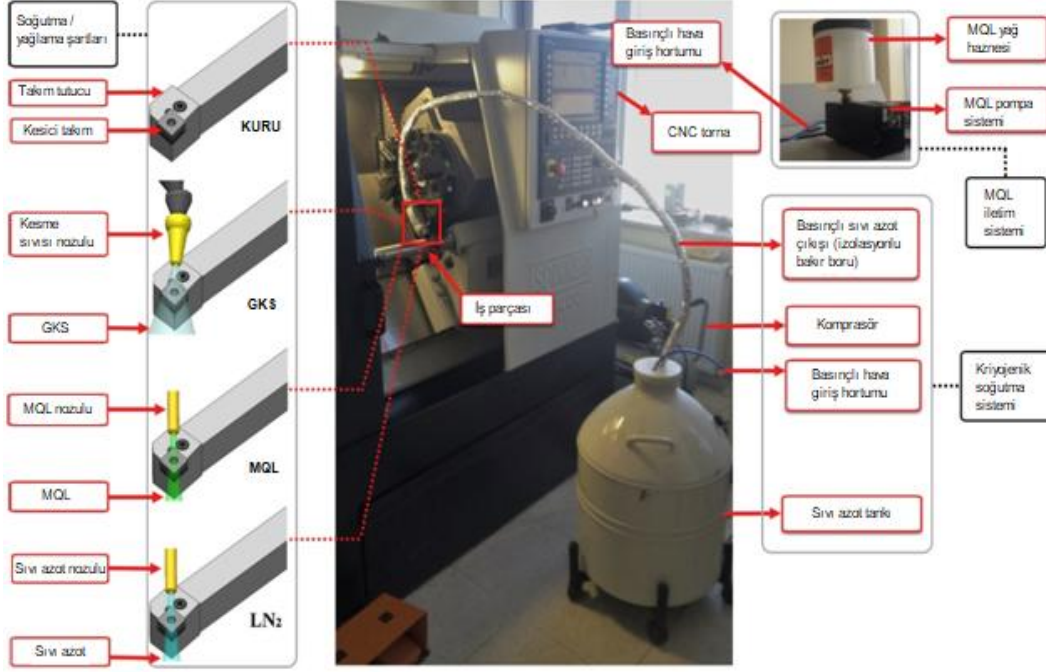 Soğutma /
yağlama şartları
Takım tutucu
Kesici takım
KURU
Kesme
sıvısı nozulu
GKS
GKS
MQL nozulu
MQL
MQL
Sıvı azot nozulu
LN₂
Sıvı azot
Basınçlı hava
giriş hortumu
CNC torna
İş parçası
MQL yağ
haznesi
MQL pompa
sistemi
MQL
iletim
sistemi
Basınçlı sıvı azot
çıkışı (izolasyonlu
bakır boru)
Komprasör
Basınçlı hava
giriş hortumu
Kriyojenik
soğutma
sistemi
Sıvı azot tankı